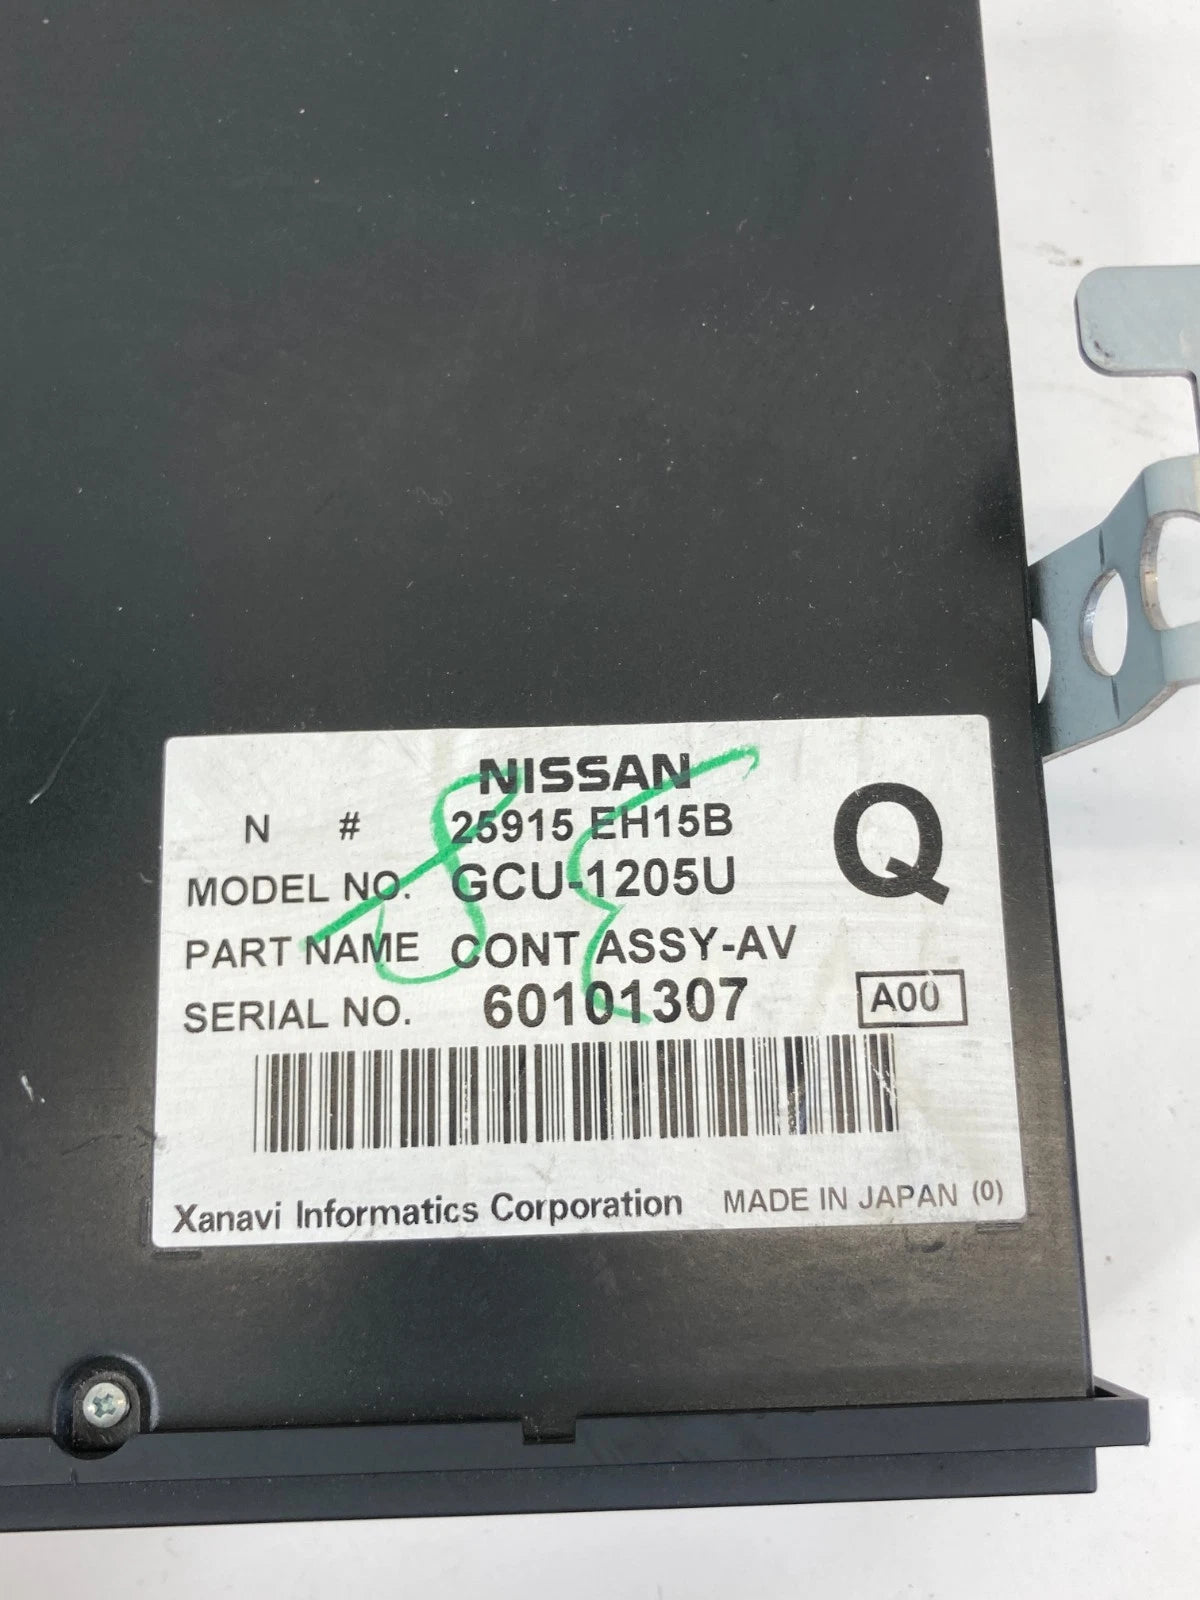 NISSAN
N # 25915 EH15B
Q
MODEL NO. GCU-1205U
PART NAME CONT ASSY-AV
SERIAL NO. 60101307 A00
Xanavi Informatics Corporation MADE IN JAPAN (0)